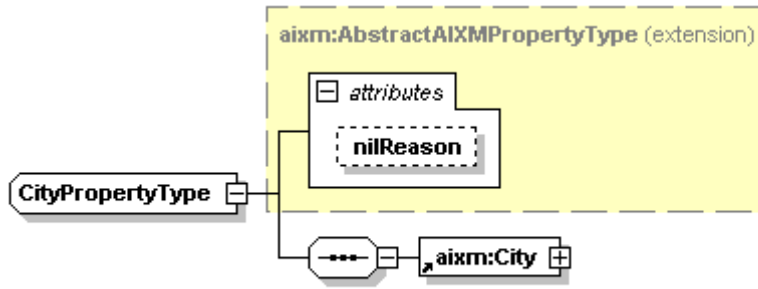 aixm:AbstractAIXMPropertyType (extension)
attributes
nilReason
CityPropertyType
aixm:City